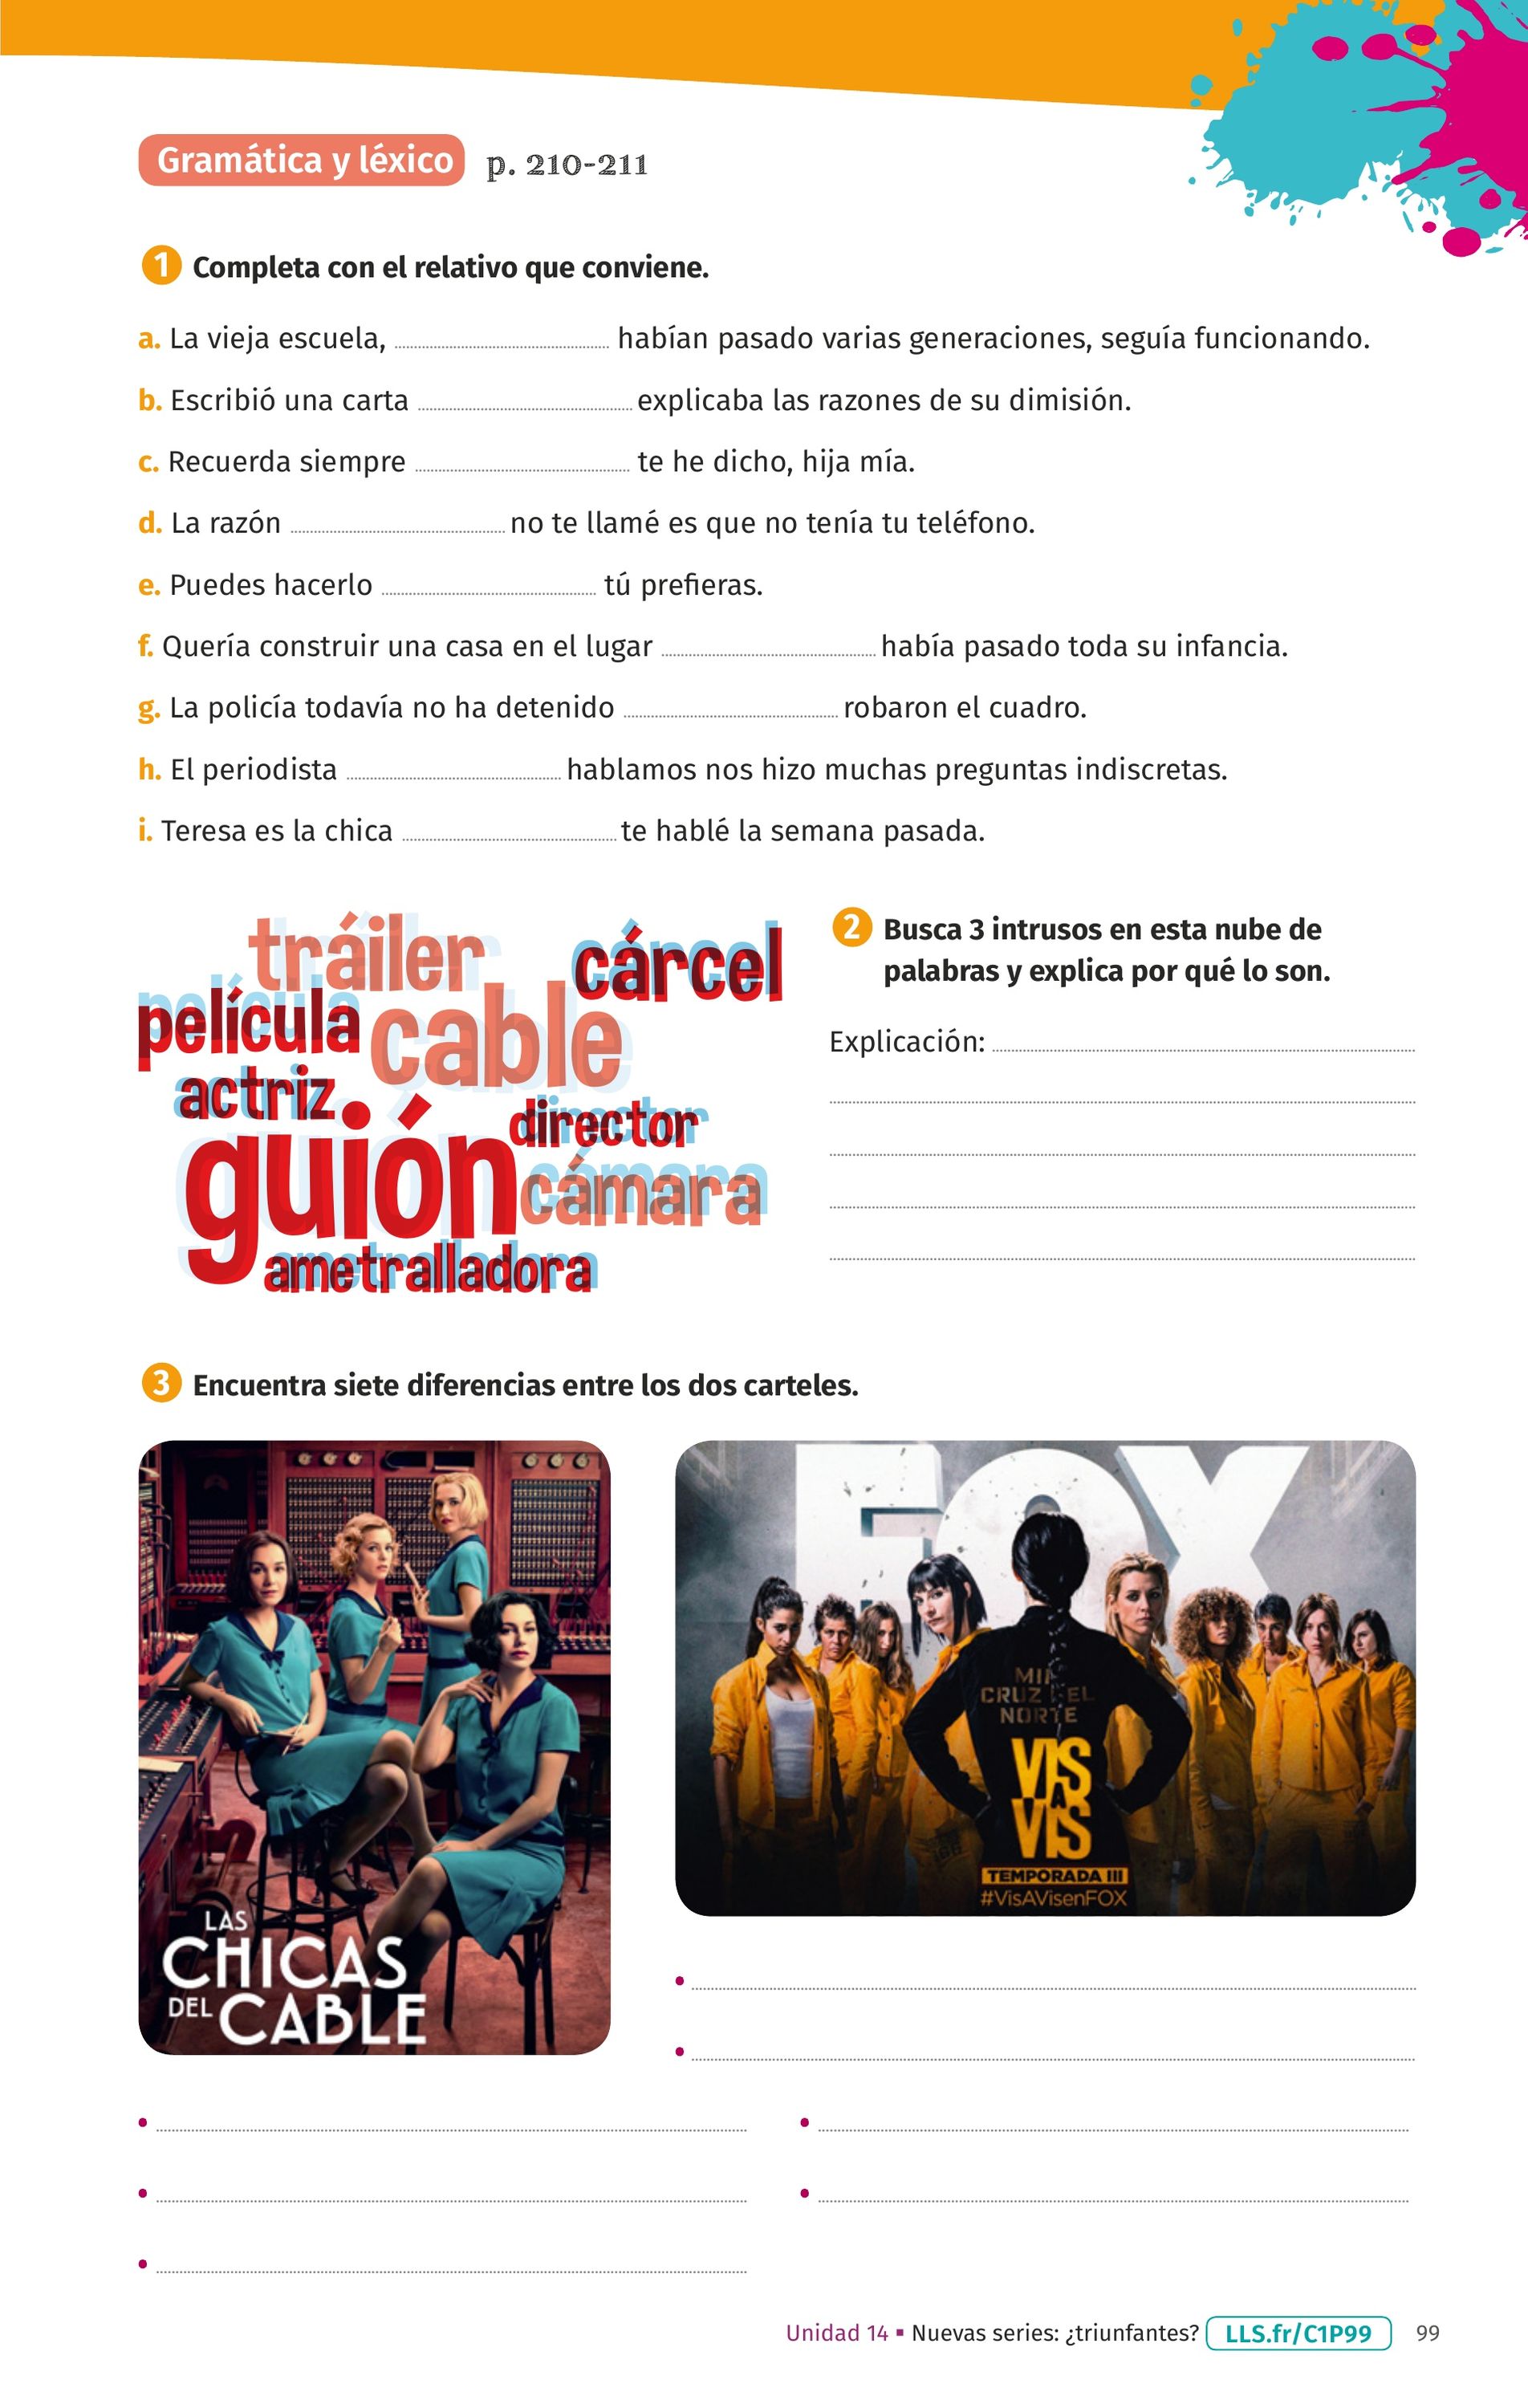 Gramática y léxico p. 210-211
1 Completa con el relativo que conviene.
a. La vieja escuela, habían pasado varias generaciones, seguía funcionando.
b. Escribió una carta explicaba las razones de su dimisión.
c. Recuerda siempre te he dicho, hija mía.
d. La razón no te llamé es que no tenía tu teléfono.
e. Puedes hacerlo tú prefieras.
f. Quería construir una casa en el lugar había pasado toda su infancia.
g. La policía todavía no ha detenido robaron el cuadro.
h. El periodista hablamos nos hizo muchas preguntas indiscretas.
i. Teresa es la chica te hablé la semana pasada.
tráiler
cárcel
película
cable
actriz
director
guión
cámara
ametralladora
2 Busca 3 intrusos en esta nube de
palabras y explica por qué lo son.
Explicación:
3 Encuentra siete diferencias entre los dos carteles.
LAS
CHICAS
DEL CABLE
FOX
CRUZ DEL
NORTE
VIS
A
VIS
TEMPORADA III
#VisAVisenFOX
Unidad 14 ▪ Nuevas series: ¿triunfantes? LLS.fr/C1P99 99